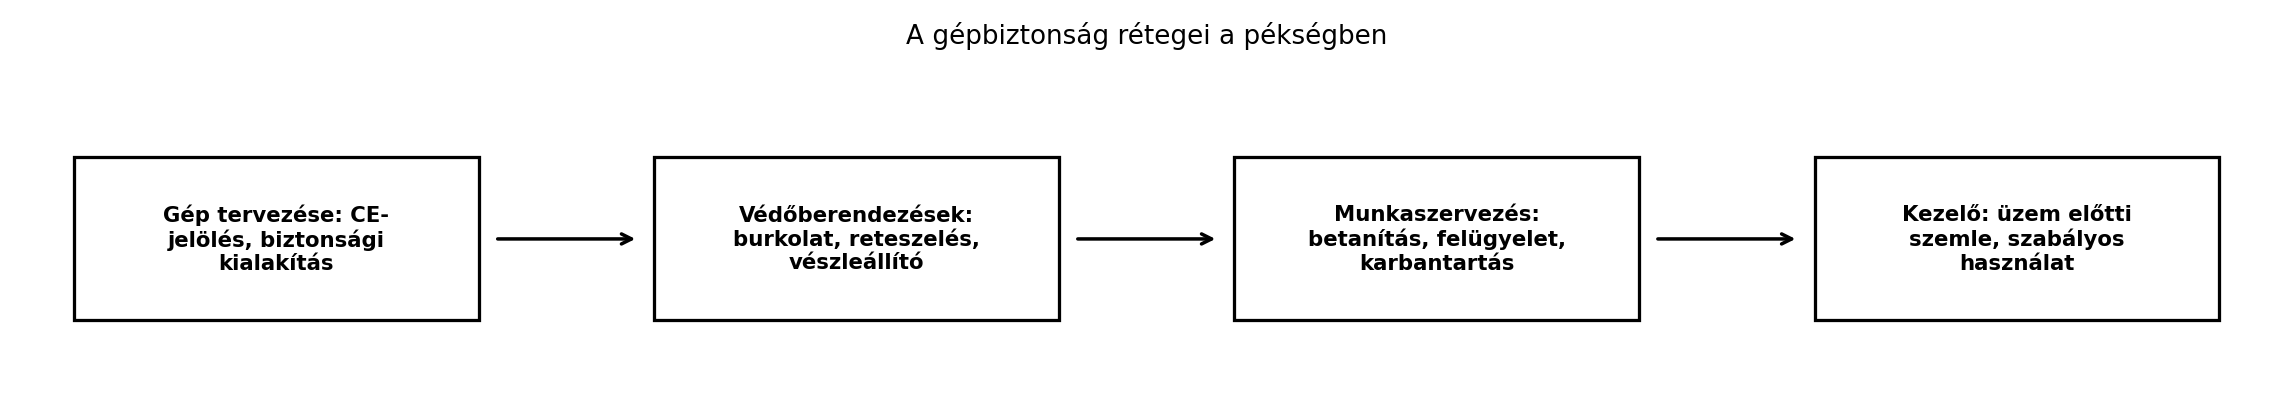 A gépbiztonság rétegei a pékségben
Gép tervezése: CE-
jelölés, biztonsági
kialakítás
Védőberendezések:
burkolat, reteszelés,
vészleállító
Munkaszervezés:
betanítás, felügyelet,
karbantartás
Kezelő: üzem előtti
szemle, szabályos
használat